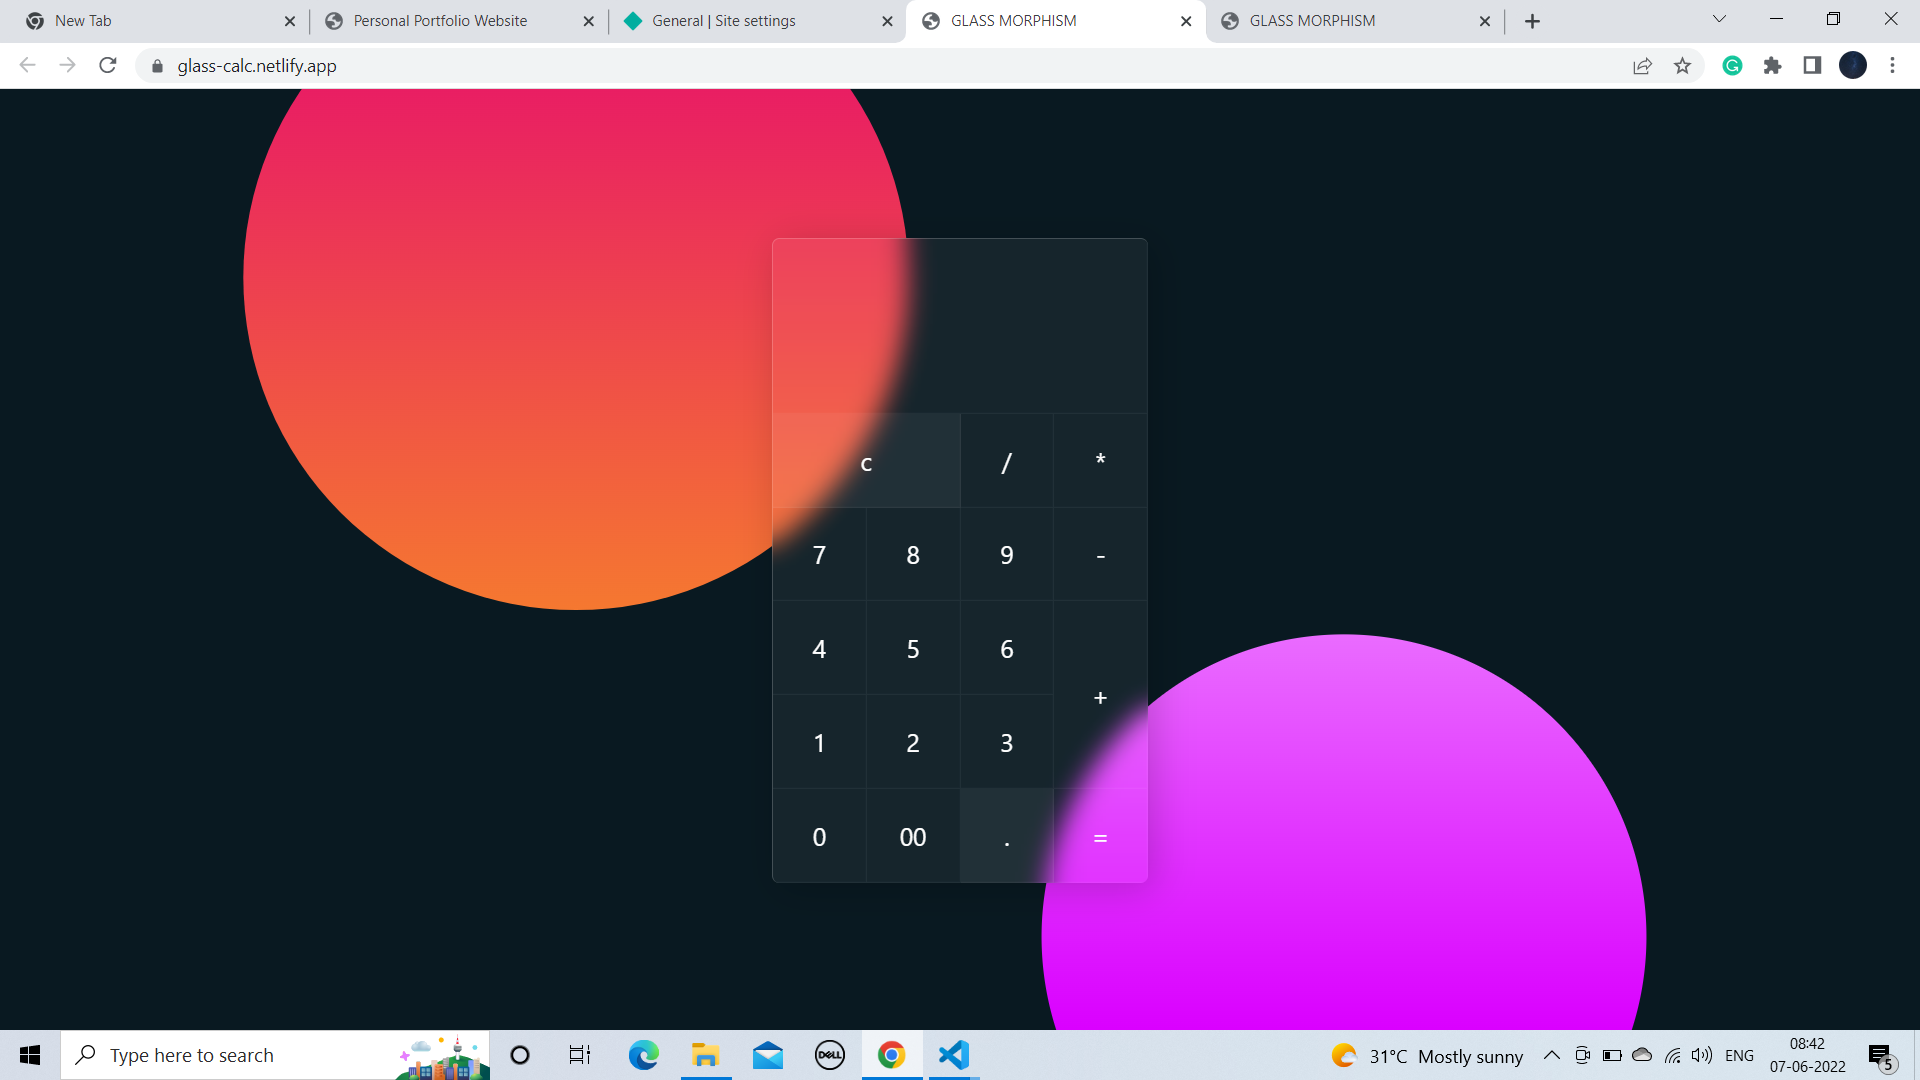 New Tab
Personal Portfolio Website
General | Site settings
GLASS MORPHISM
GLASS MORPHISM
glass-calc.netlify.app
c / *
7 8 9 -
4 5 6
+
1 2 3
0 00 . =
Type here to search
DELL
31°C Mostly sunny
ENG
08:42
07-06-2022
5